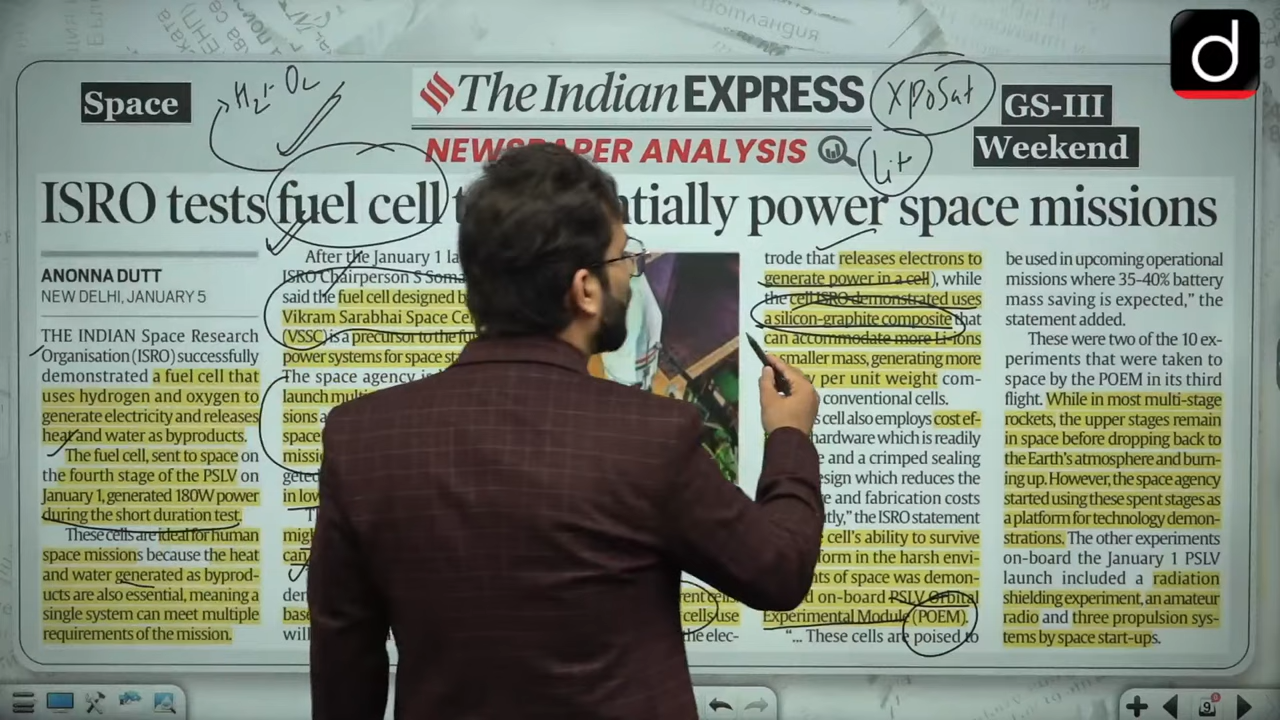 Space
H₂ + O₂
The Indian EXPRESS
NEWSPAPER ANALYSIS
XPoSat
Lit
GS-III
Weekend
d
ISRO tests fuel cell power space missions
ANONNA DUTT
NEW DELHI, JANUARY 5
THE INDIAN Space Research
Organisation (ISRO) successfully
demonstrated a fuel cell that
uses hydrogen and oxygen to
generate electricity and releases
heat and water as byproducts.
The fuel cell, sent to space on
the fourth stage of the PSLV on
January 1, generated 180W power
during the short duration test.
These cells are ideal for human
space missions because the heat
and water generated as byprod-
ucts are also essential, meaning a
single system can meet multiple
requirements of the mission.
After the January 1
ISRO Chairperson S
said the fuel cell designed
Vikram Sarabhai Space
(VSSC) is a precursor to the
power systems for space
The space agency
launch
sions
space
in
use
the elec-
trode that releases electrons to
generate power in a cell), while
the cell ISRO demonstrated uses
a silicon-graphite composite that
can accommodate more Li-ions
smaller mass, generating more
per unit weight com-
conventional cells.
cell also employs cost ef-
hardware which is readily
and a crimped sealing
which reduces the
and fabrication costs
the ISRO statement
cell's ability to survive
in the harsh envi-
of space was demon-
on-board PSLV Orbital
Experimental Module (POEM).
"... These cells are poised to
be used in upcoming operational
missions where 35-40% battery
mass saving is expected," the
statement added.
These were two of the 10 ex-
periments that were taken to
space by the POEM in its third
flight. While in most multi-stage
rockets, the upper stages remain
in space before dropping back to
the Earth's atmosphere and burn-
ing up. However, the space agency
started using these spent stages as
a platform for technology demon-
strations. The other experiments
on-board the January 1 PSLV
launch included a radiation
shielding experiment, an amateur
radio and three propulsion sys-
tems by space start-ups.
9